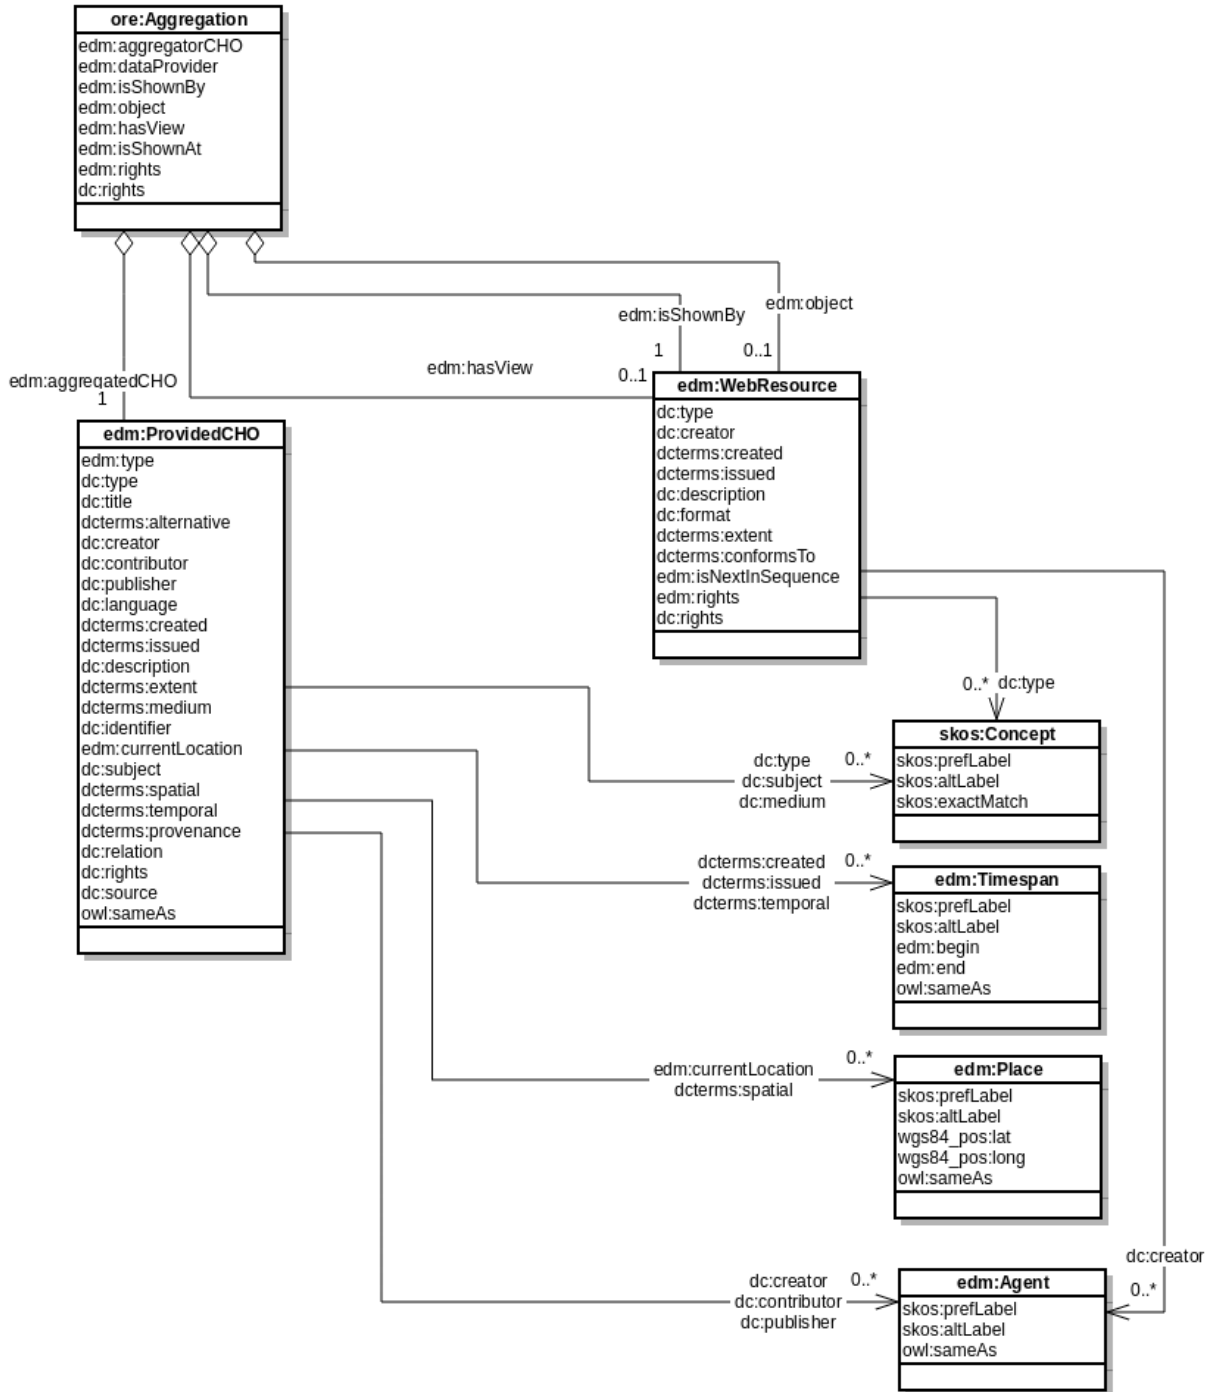 ore:Aggregation
edm:aggregatorCHO
edm:dataProvider
edm:isShownBy
edm:object
edm:hasView
edm:isShownAt
edm:rights
dc:rights
edm:object
edm:isShownBy
1
0..1
edm:hasView
0..1
edm:aggregatedCHO
1
edm:WebResource
dc:type
dc:creator
dcterms:created
dcterms:issued
dc:description
dc:format
dcterms:extent
dcterms:conformsTo
edm:isNextInSequence
edm:rights
dc:rights
edm:ProvidedCHO
edm:type
dc:type
dc:title
dcterms:alternative
dc:creator
dc:contributor
dc:publisher
dc:language
dcterms:created
dcterms:issued
dc:description
dcterms:extent
dcterms:medium
dc:identifier
edm:currentLocation
dc:subject
dcterms:spatial
dcterms:temporal
dcterms:provenance
dc:relation
dc:rights
dc:source
owl:sameAs
0..* dc:type
skos:Concept
skos:prefLabel
skos:altLabel
skos:exactMatch
dc:type
dc:subject
dc:medium
0..*
dcterms:created
dcterms:issued
dcterms:temporal
0..*
edm:Timespan
skos:prefLabel
skos:altLabel
edm:begin
edm:end
owl:sameAs
edm:currentLocation
dcterms:spatial
0..*
edm:Place
skos:prefLabel
skos:altLabel
wgs84_pos:lat
wgs84_pos:long
owl:sameAs
dc:creator
0..*
dc:creator
dc:contributor
dc:publisher
0..*
edm:Agent
skos:prefLabel
skos:altLabel
owl:sameAs